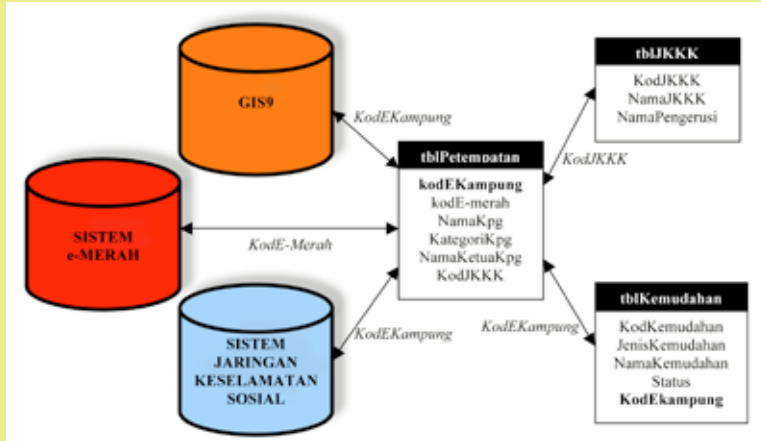 GIS9
KodEKampung
SISTEM
e-MERAH
KodE-Merah
SISTEM
JARINGAN
KESELAMATAN
SOSIAL
KodEKampung
tblPetempatan
kodEKampung
kodE-merah
NamaKpg
KategoriKpg
NamaKetuaKpg
KodJKKK
tblJKKK
KodJKKK
NamaJKKK
NamaPengerusi
KodJKKK
KodEKampung
tblKemudahan
KodKemudahan
JenisKemudahan
NamaKemudahan
Status
KodEkampung